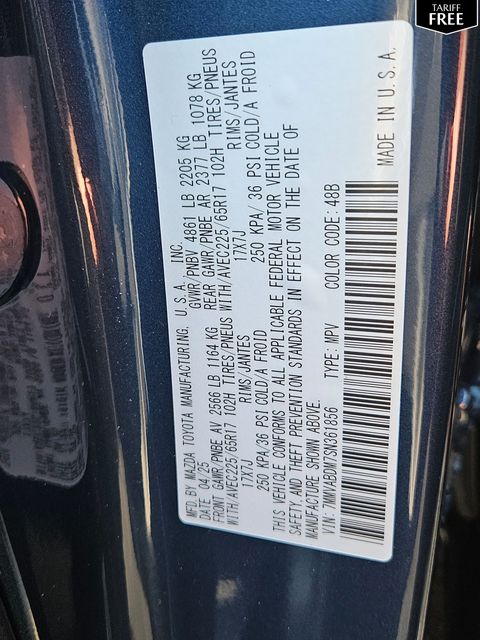 TARIFF
FREE
MFD. BY MAZDA TOYOTA MANUFACTURING, U.S.A., INC.
DATE 04/25 GVWR/PNBV 4861 LB 2205 KG
FRONT GAWR/PNBE AV 2566 LB 1164 KG REAR GAWR/PNBE AR 2377 LB 1078 KG
WITH/AVEC225/65R17 102H TIRES/PNEUS WITH/AVEC225/65R17 102H TIRES/PNEUS
17X7J RIMS/JANTES 17X7J RIMS/JANTES
250 KPA/36 PSI COLD/A FROID 250 KPA/36 PSI COLD/A FROID
THIS VEHICLE CONFORMS TO ALL APPLICABLE FEDERAL MOTOR VEHICLE
SAFETY, AND THEFT PREVENTION STANDARDS IN EFFECT ON THE DATE OF
MANUFACTURE SHOWN ABOVE.
VIN: 7MMVABDM7SN361856 TYPE: MPV COLOR CODE: 48B
MADE IN U.S.A.